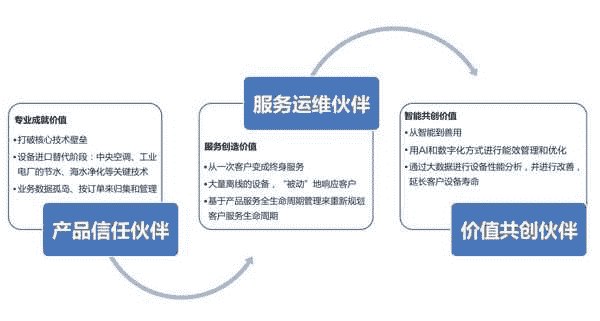 专业成就价值
•打破核心技术壁垒
•设备进口替代阶段：中央空调、工业
电厂的节水、海水净化等关键技术
•业务数据孤岛、按订单来归集和管理
产品信任伙伴
服务运维伙伴
服务创造价值
•从一次客户变成终身服务
•大量离线的设备，“被动”地响应客户
•基于产品服务全生命周期管理来重新规划
客户服务生命周期
智能共创价值
•从智能到善用
•用AI和数字化方式进行能效管理和优化
•通过大数据进行设备性能分析，并进行改善，
延长客户设备寿命
价值共创伙伴